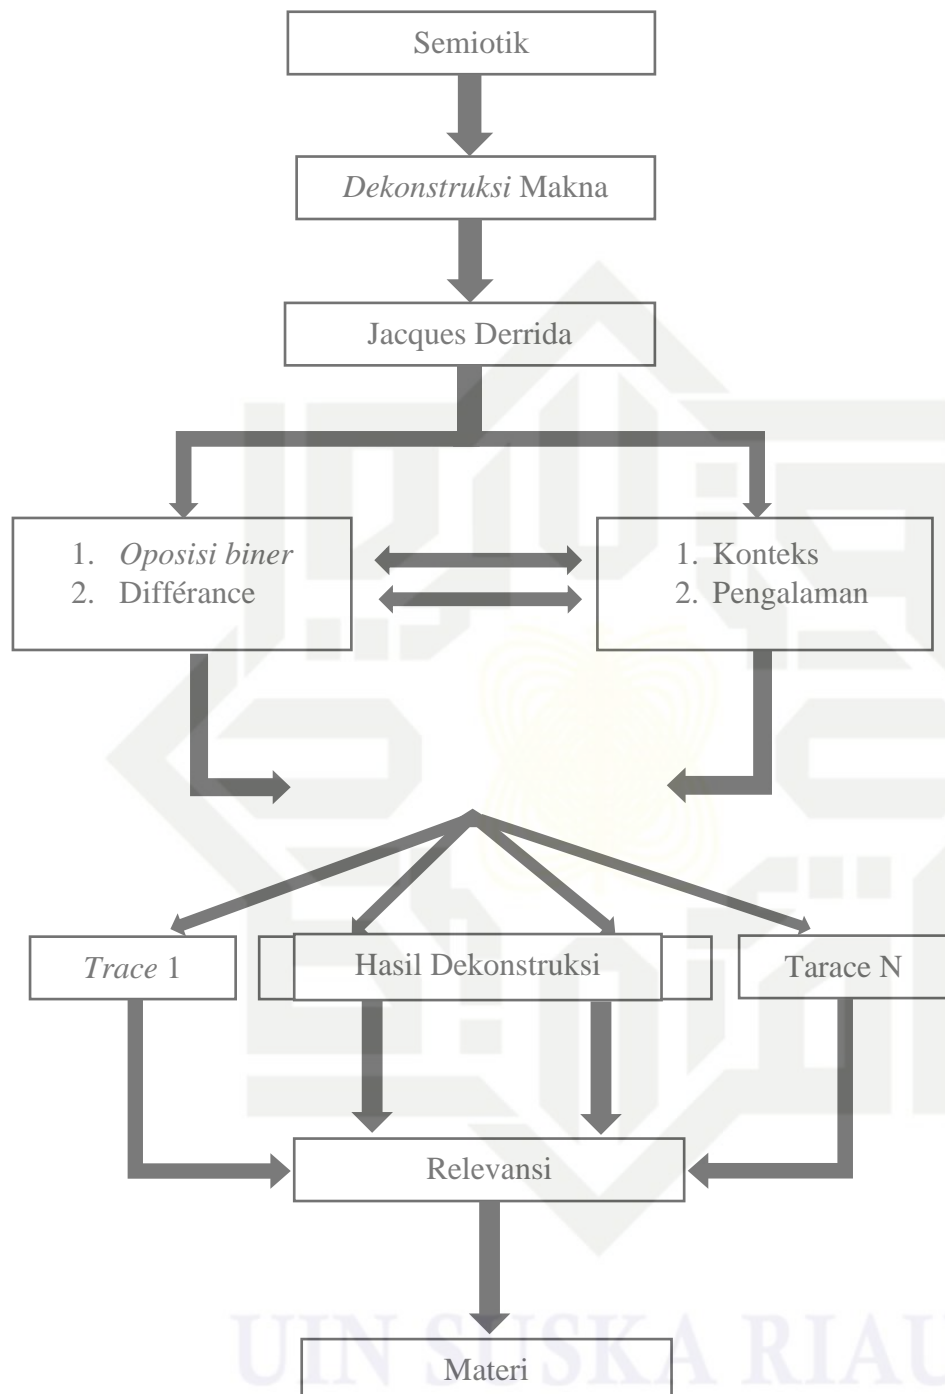 Semiotik
Dekonstruksi Makna
Jacques Derrida
1. Oposisi biner
2. Différance
1. Konteks
2. Pengalaman
Trace 1
Hasil Dekonstruksi
Tarace N
Relevansi
UIN SUSKA RIAU
Materi